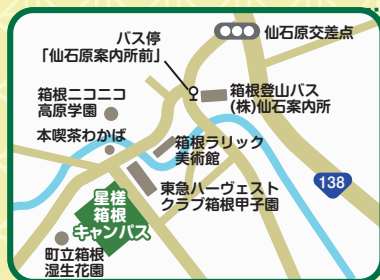 バス停
「仙石原案内所前」
仙石原交差点
箱根ニコニコ
高原学園
箱根登山バス
(株)仙石案内所
本喫茶わかば
箱根ラリック
美術館
138
東急ハーヴェスト
クラブ箱根甲子園
星槎
箱根
キャンパス
町立箱根
湿生花園